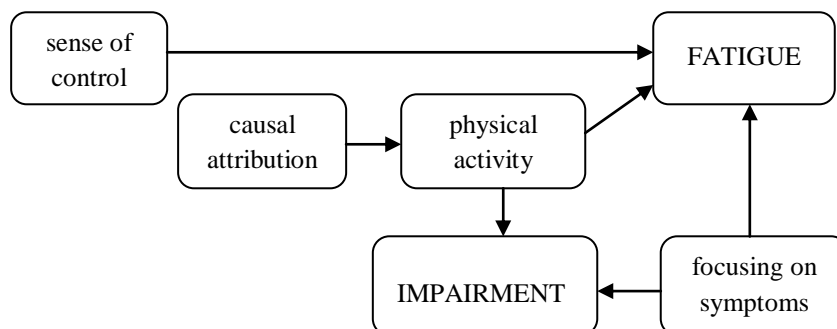 sense of
control
FATIGUE
causal
attribution
physical
activity
IMPAIRMENT
focusing on
symptoms